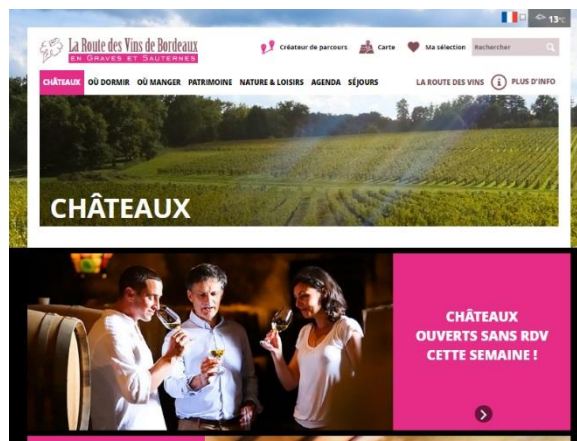 13°C
La Route des Vins de Bordeaux
EN GRAVES ET SAUTERNES
Créateur de parcours
Carte
Ma sélection
Rechercher
CHÂTEAUX OÙ DORMIR OÙ MANGER PATRIMOINE NATURE & LOISIRS AGENDA SÉJOURS LA ROUTE DES VINS i PLUS D'INFO
CHÂTEAUX
CHÂTEAUX
OUVERTS SANS RDV
CETTE SEMAINE !